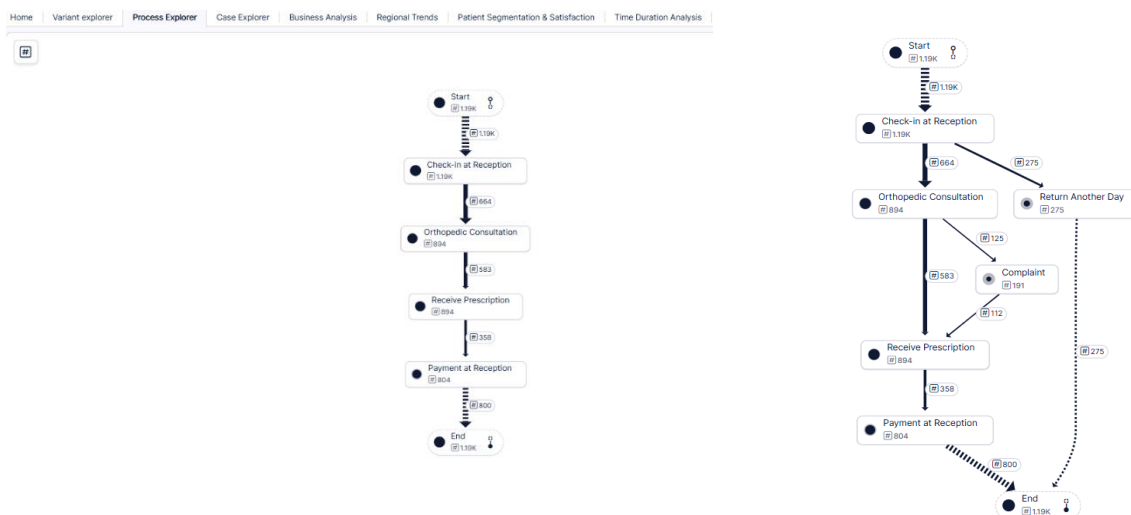 Home Variant explorer Process Explorer Case Explorer Business Analysis Regional Trends Patient Segmentation & Satisfaction Time Duration Analysis
#
Start
# 1.19K
# 1.19K
Check-in at Reception
# 1.19K
# 664
Orthopedic Consultation
# 894
# 583
Receive Prescription
# 894
# 358
Payment at Reception
# 804
# 800
End
# 1.19K
Start
# 1.19K
# 1.19K
Check-in at Reception
# 1.19K
# 664
# 275
Orthopedic Consultation
# 894
Return Another Day
# 275
# 125
# 583
Complaint
# 191
# 112
Receive Prescription
# 894
# 275
# 358
Payment at Reception
# 804
# 800
End
# 1.19K